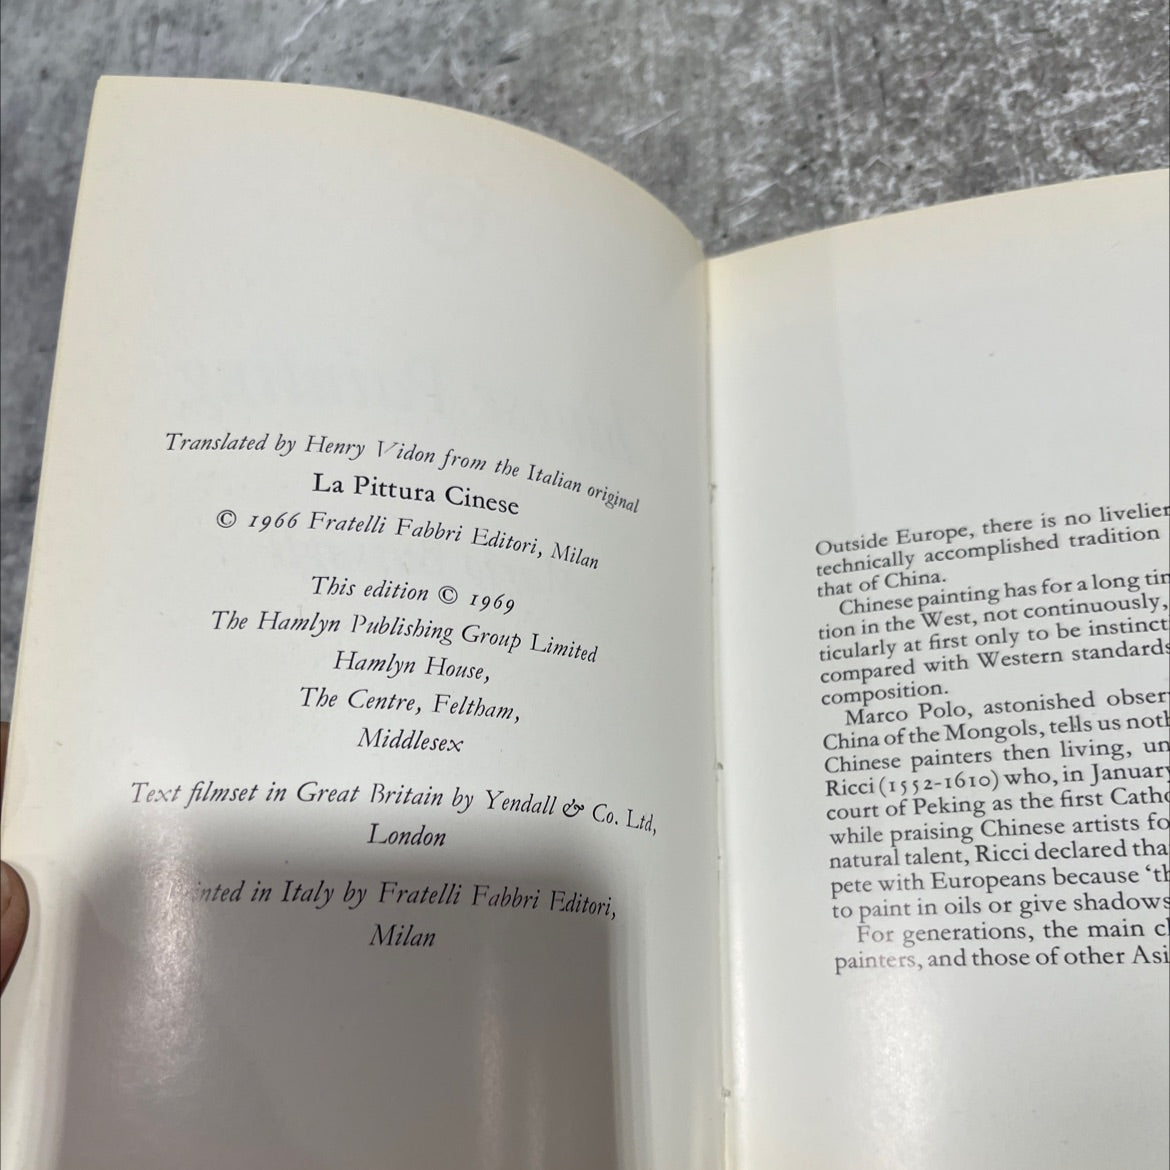 Translated by Henry Vidon from the Italian original
La Pittura Cinese
© 1966 Fratelli Fabbri Editori, Milan
This edition © 1969
The Hamlyn Publishing Group Limited
Hamlyn House,
The Centre, Feltham,
Middlesex
Text filmset in Great Britain by Yendall & Co. Ltd,
London
in Italy by Fratelli Fabbri Editori,
Milan
Outside Europe, there is no livelier
technically accomplished tradition
that of China.
Chinese painting has for a long
tion in the West, not continuously,
ticularly at first only to be
compared with Western standards
composition.
Marco Polo, astonished
China of the Mongols, tells us
Chinese painters then living,
Ricci (1552-1610) who, in January
court of Peking as the first
while praising Chinese artists
natural talent, Ricci declared
pete with Europeans because
to paint in oils or give shadows
For generations, the main
painters, and those of other